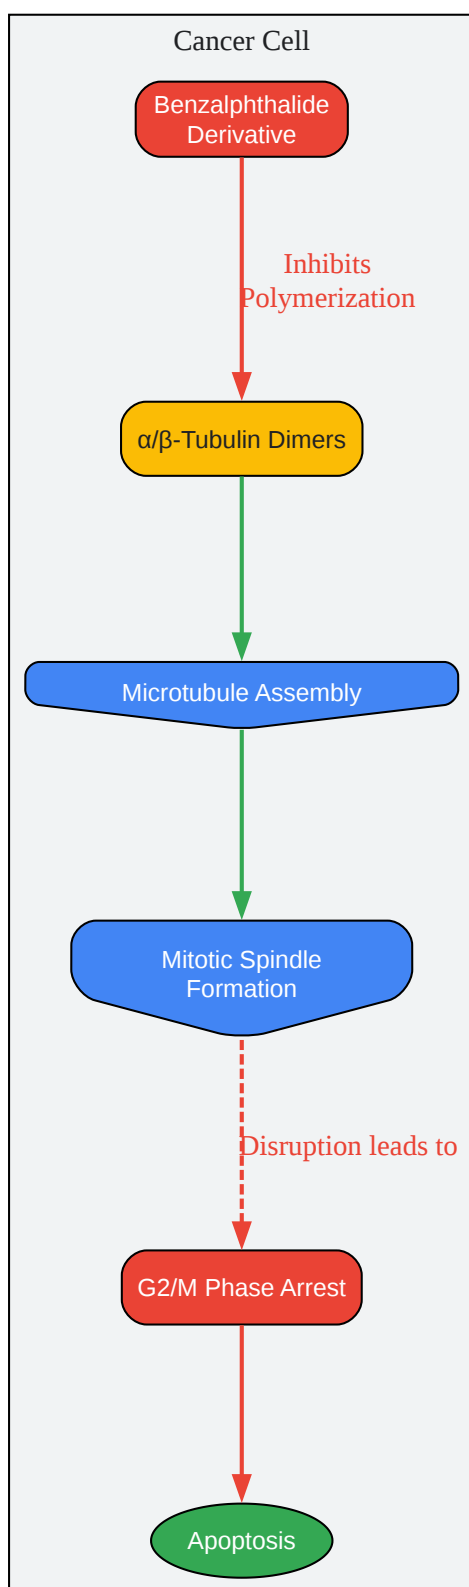 Cancer Cell
Benzalphthalide
Derivative
Inhibits
Polymerization
α/β-Tubulin Dimers
Microtubule Assembly
Mitotic Spindle
Formation
Disruption leads to
G2/M Phase Arrest
Apoptosis